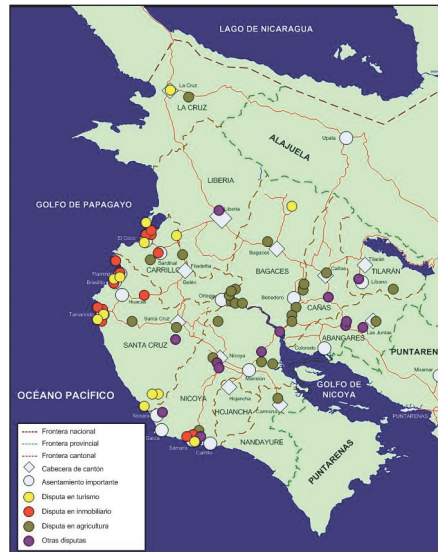 LAGO DE NICARAGUA
La Cruz
LA CRUZ
ALAJUELA
Upala
LIBERIA
Liberia
GOLFO DE PAPAGAYO
El Coco
Sardinal
Filadelfia
CARRILLO
Belén
Bagaces
BAGACES
Cañas
Tilarán
TILARÁN
Líbano
Flamingo
Brasilito
Huacas
Ortega
Bebedero
CAÑAS
Tamarindo
Santa Cruz
SANTA CRUZ
Las Juntas
ABANGARES
Colorado
PUNTARENAS
Nicoya
Mansión
Miramar
OCÉANO PACÍFICO
GOLFO DE
NICOYA
NICOYA
Hojancha
HOJANCHA
Carmona
PUNTARENAS
Nosara
Garza
NANDAYURE
Sámara
Carrillo
PUNTARENAS
Frontera nacional
Frontera provincial
Frontera cantonal
Cabecera de cantón
Asentamiento importante
Disputa en turismo
Disputa en inmobiliario
Disputa en agricultura
Otras disputas